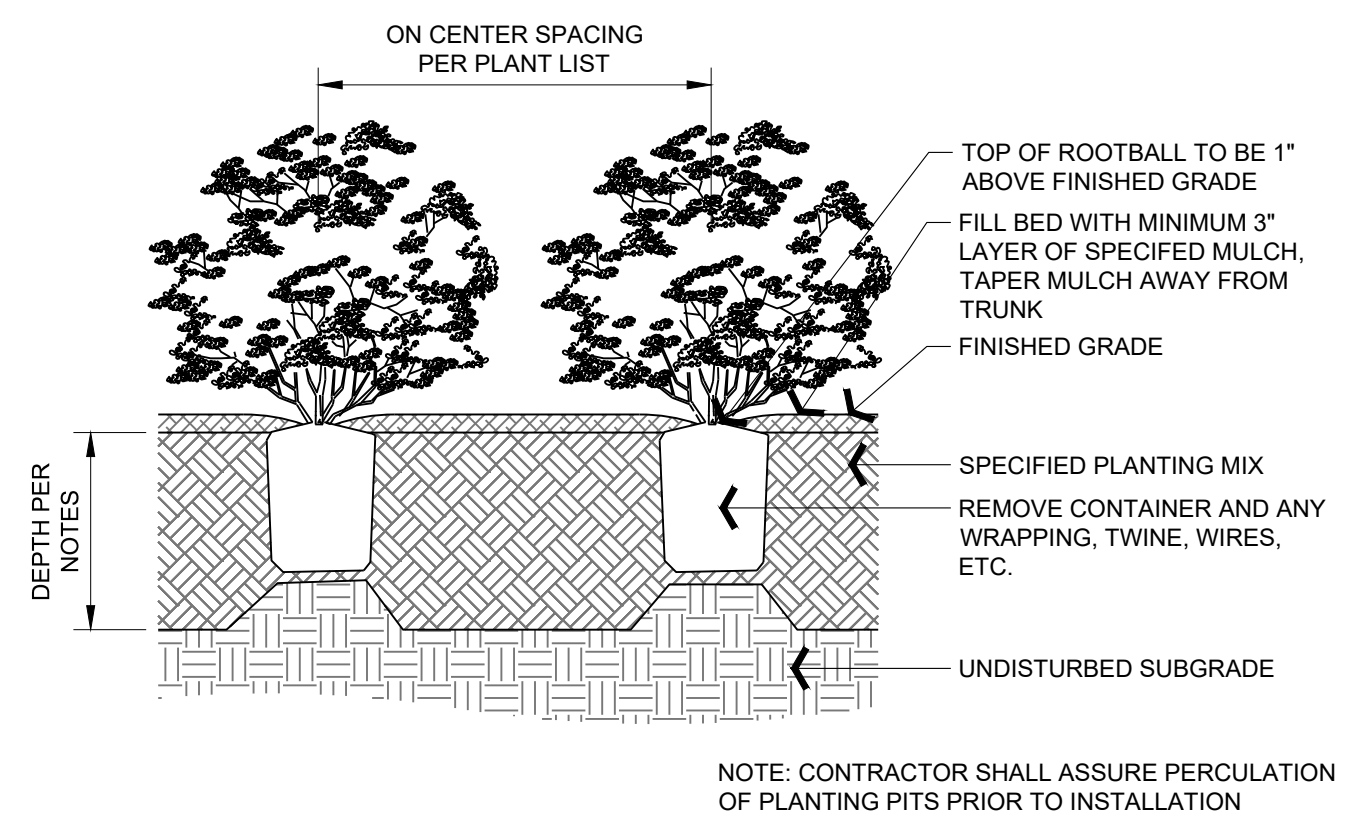 ON CENTER SPACING
PER PLANT LIST
TOP OF ROOTBALL TO BE 1"
ABOVE FINISHED GRADE
FILL BED WITH MINIMUM 3"
LAYER OF SPECIFED MULCH,
TAPER MULCH AWAY FROM
TRUNK
FINISHED GRADE
SPECIFIED PLANTING MIX
REMOVE CONTAINER AND ANY
WRAPPING, TWINE, WIRES,
ETC.
DEPTH PER
NOTES
UNDISTURBED SUBGRADE
NOTE: CONTRACTOR SHALL ASSURE PERCULATION
OF PLANTING PITS PRIOR TO INSTALLATION